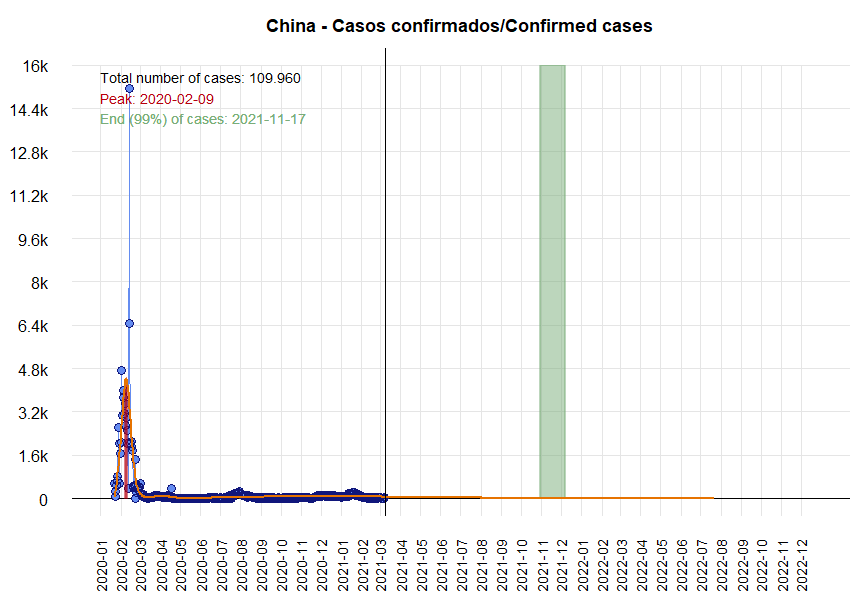 China - Casos confirmados/Confirmed cases
16k
Total number of cases: 109.960
Peak: 2020-02-09
14.4k
End (99%) of cases: 2021-11-17
12.8k
11.2k
9.6k
8k
6.4k
4.8k
3.2k
1.6k
0
2020-01
2020-02
2020-03
2020-04
2020-05
2020-06
2020-07
2020-08
2020-09
2020-10
2020-11
2020-12
2021-01
2021-02
2021-03
2021-04
2021-05
2021-06
2021-07
2021-08
2021-09
2021-10
2021-11
2021-12
2022-01
2022-02
2022-03
2022-04
2022-05
2022-06
2022-07
2022-08
2022-09
2022-10
2022-11
2022-12